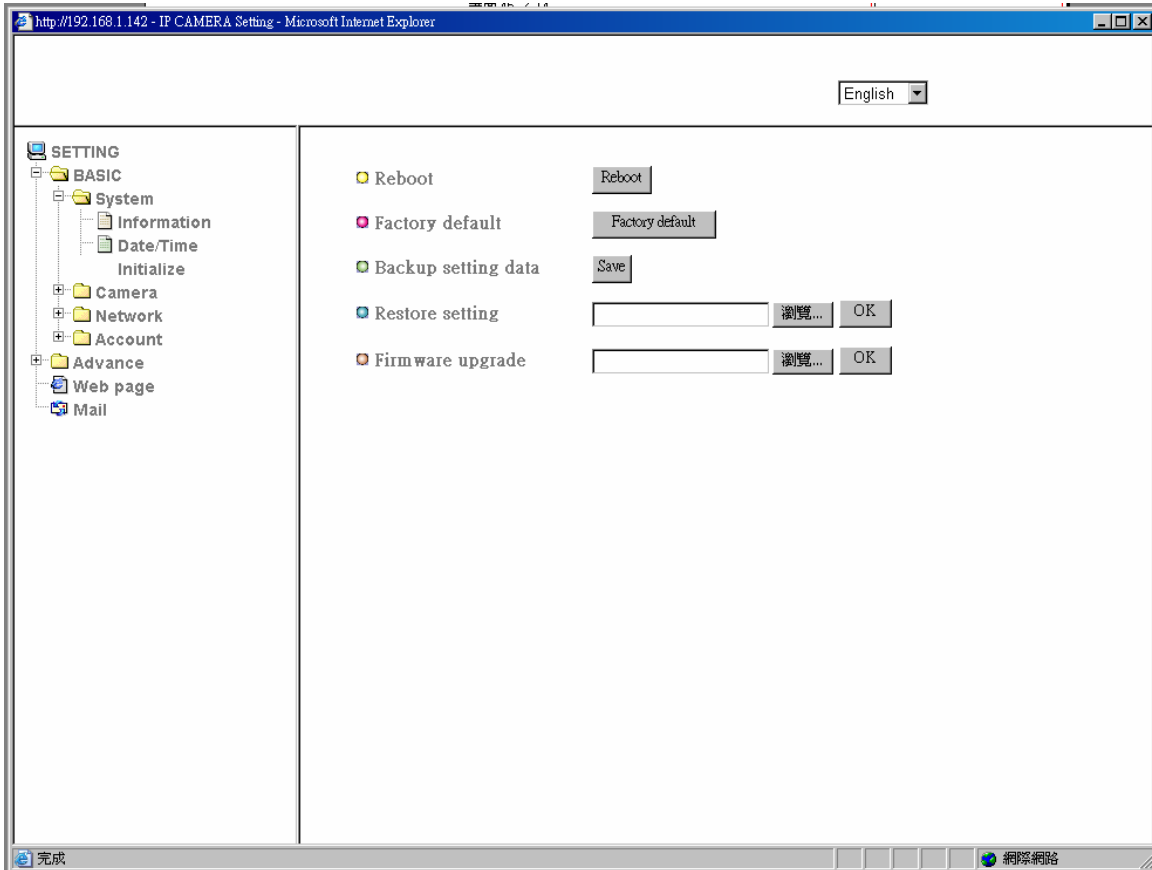 http://192.168.1.142 - IP CAMERA Setting - Microsoft Internet Explorer
English
SETTING
BASIC
System
Information
Date/Time
Initialize
Camera
Network
Account
Advance
Web page
Mail
Reboot Reboot
Factory default Factory default
Backup setting data Save
Restore setting 瀏覽... OK
Firmware upgrade 瀏覽... OK
完成 網際網路